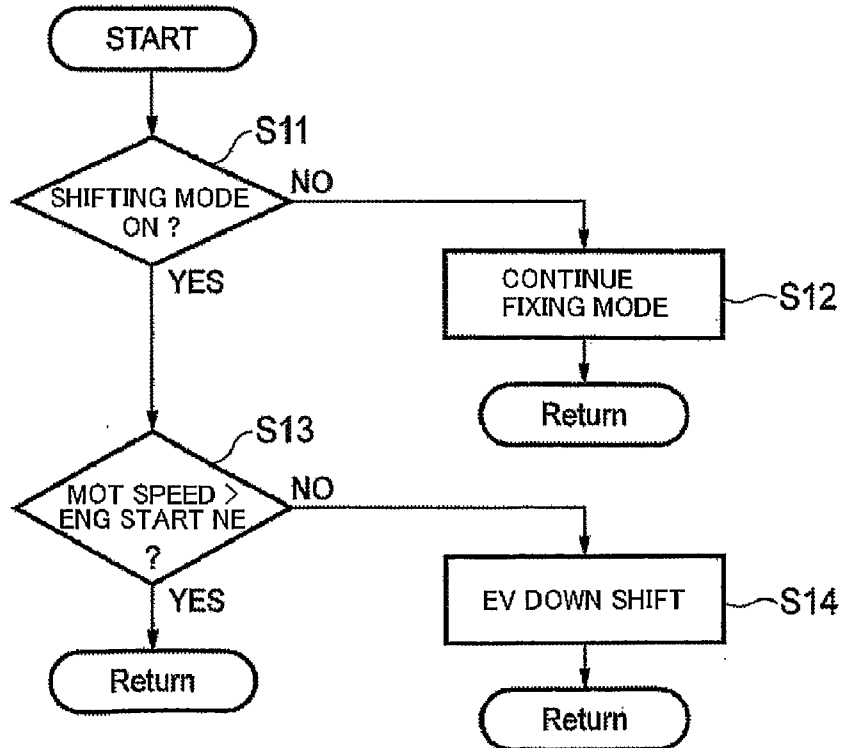 START
S11
SHIFTING MODE
ON ?
NO
YES
CONTINUE
FIXING MODE
S12
Return
S13
MOT SPEED >
ENG START NE
?
NO
YES
EV DOWN SHIFT
S14
Return
Return